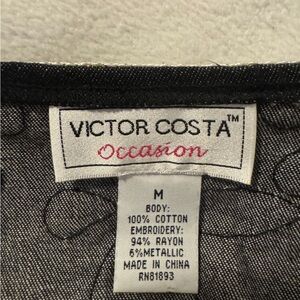 VICTOR COSTA™
Occasion
M
BODY:
100% COTTON
EMBROIDERY:
94% RAYON
6%METALLIC
MADE IN CHINA
RN81893